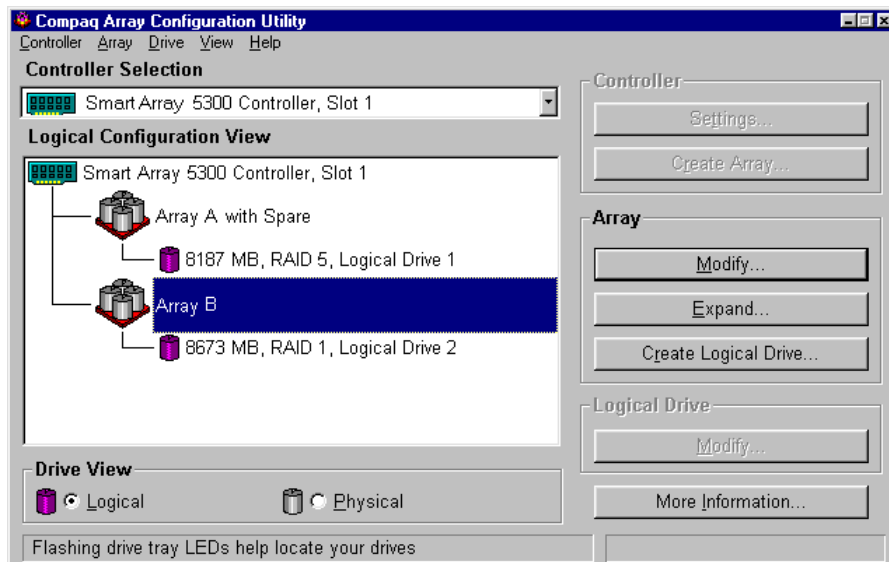 Compaq Array Configuration Utility
Controller Array Drive View Help
Controller Selection
Smart Array 5300 Controller, Slot 1
Logical Configuration View
Smart Array 5300 Controller, Slot 1
Array A with Spare
8187 MB, RAID 5, Logical Drive 1
Array B
8673 MB, RAID 1, Logical Drive 2
Drive View
Logical
Physical
Controller
Settings...
Create Array...
Array
Modify...
Expand...
Create Logical Drive...
Logical Drive
Modify...
More Information...
Flashing drive tray LEDs help locate your drives